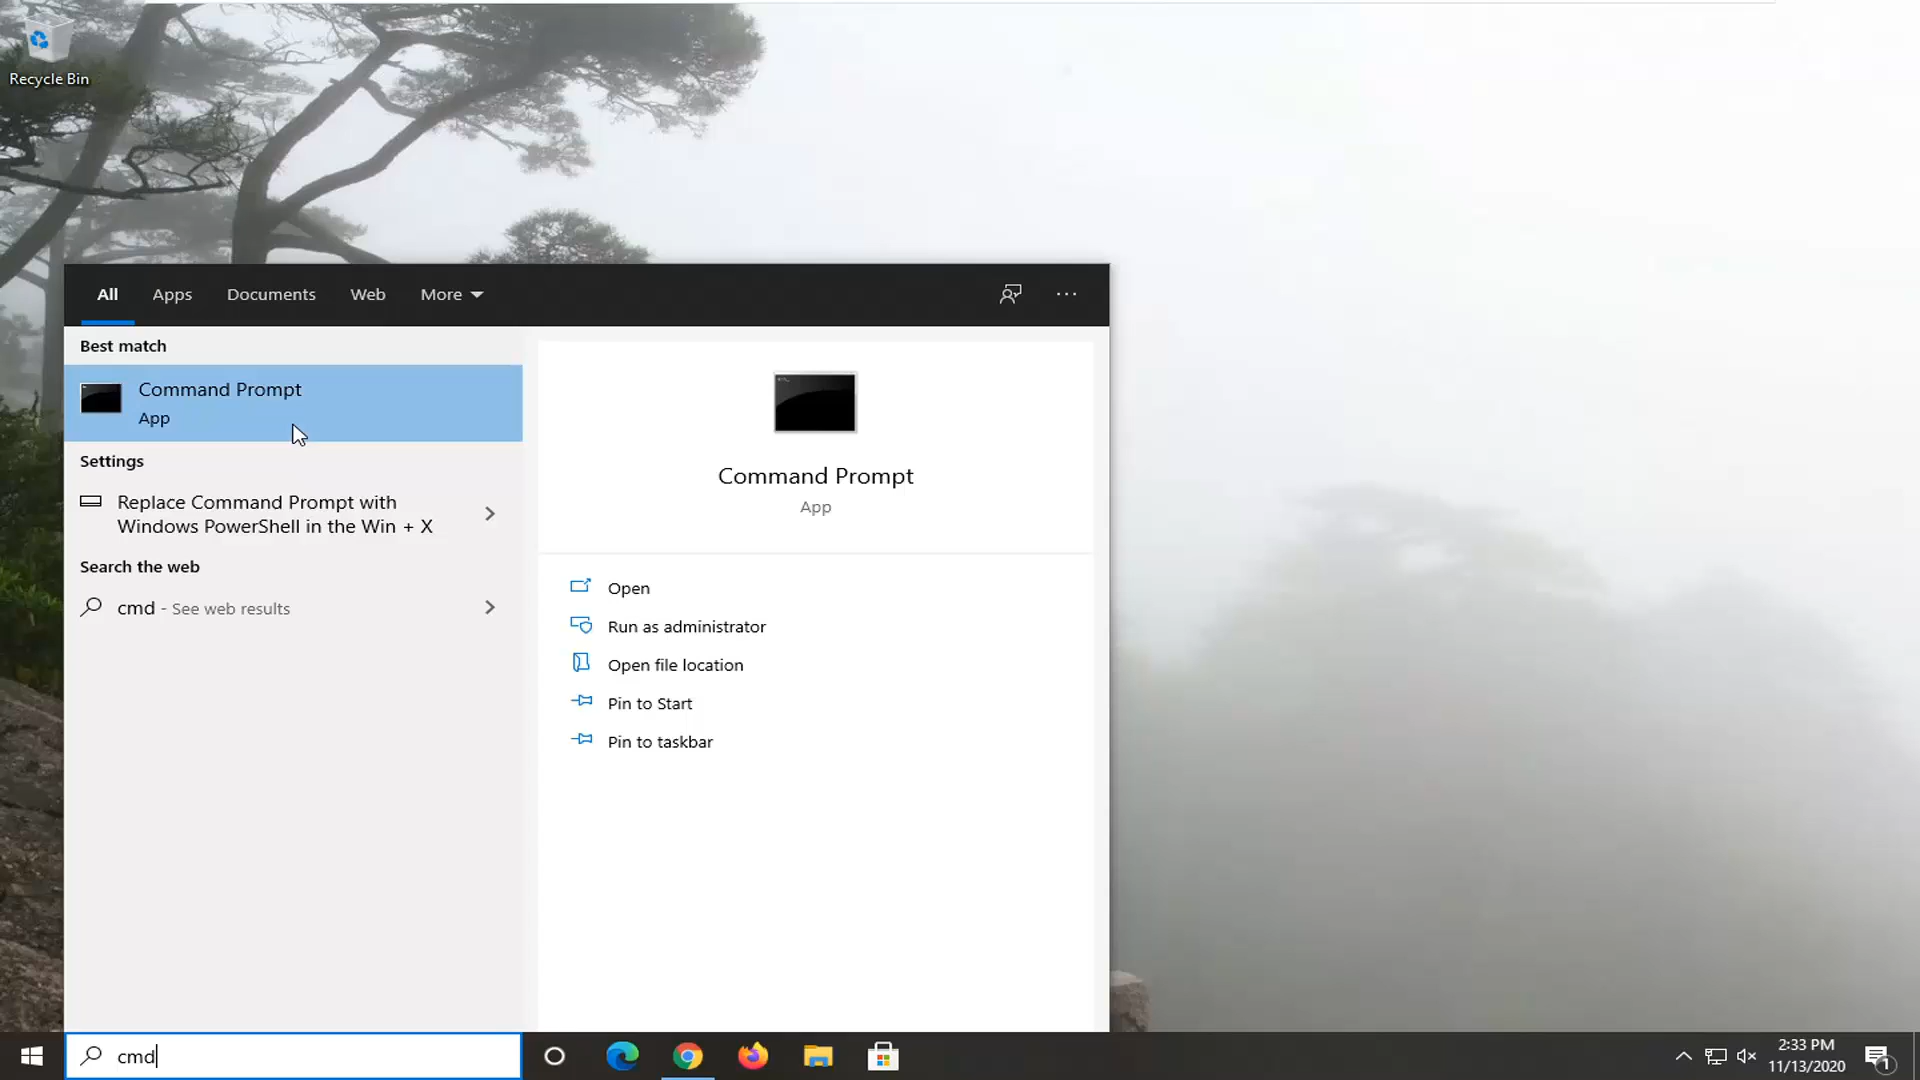 Recycle Bin
All Apps Documents Web More
Best match
Command Prompt
App
Settings
Replace Command Prompt with
Windows PowerShell in the Win + X
Search the web
cmd - See web results
Command Prompt
App
Open
Run as administrator
Open file location
Pin to Start
Pin to taskbar
cmd
2:33 PM
11/13/2020
1